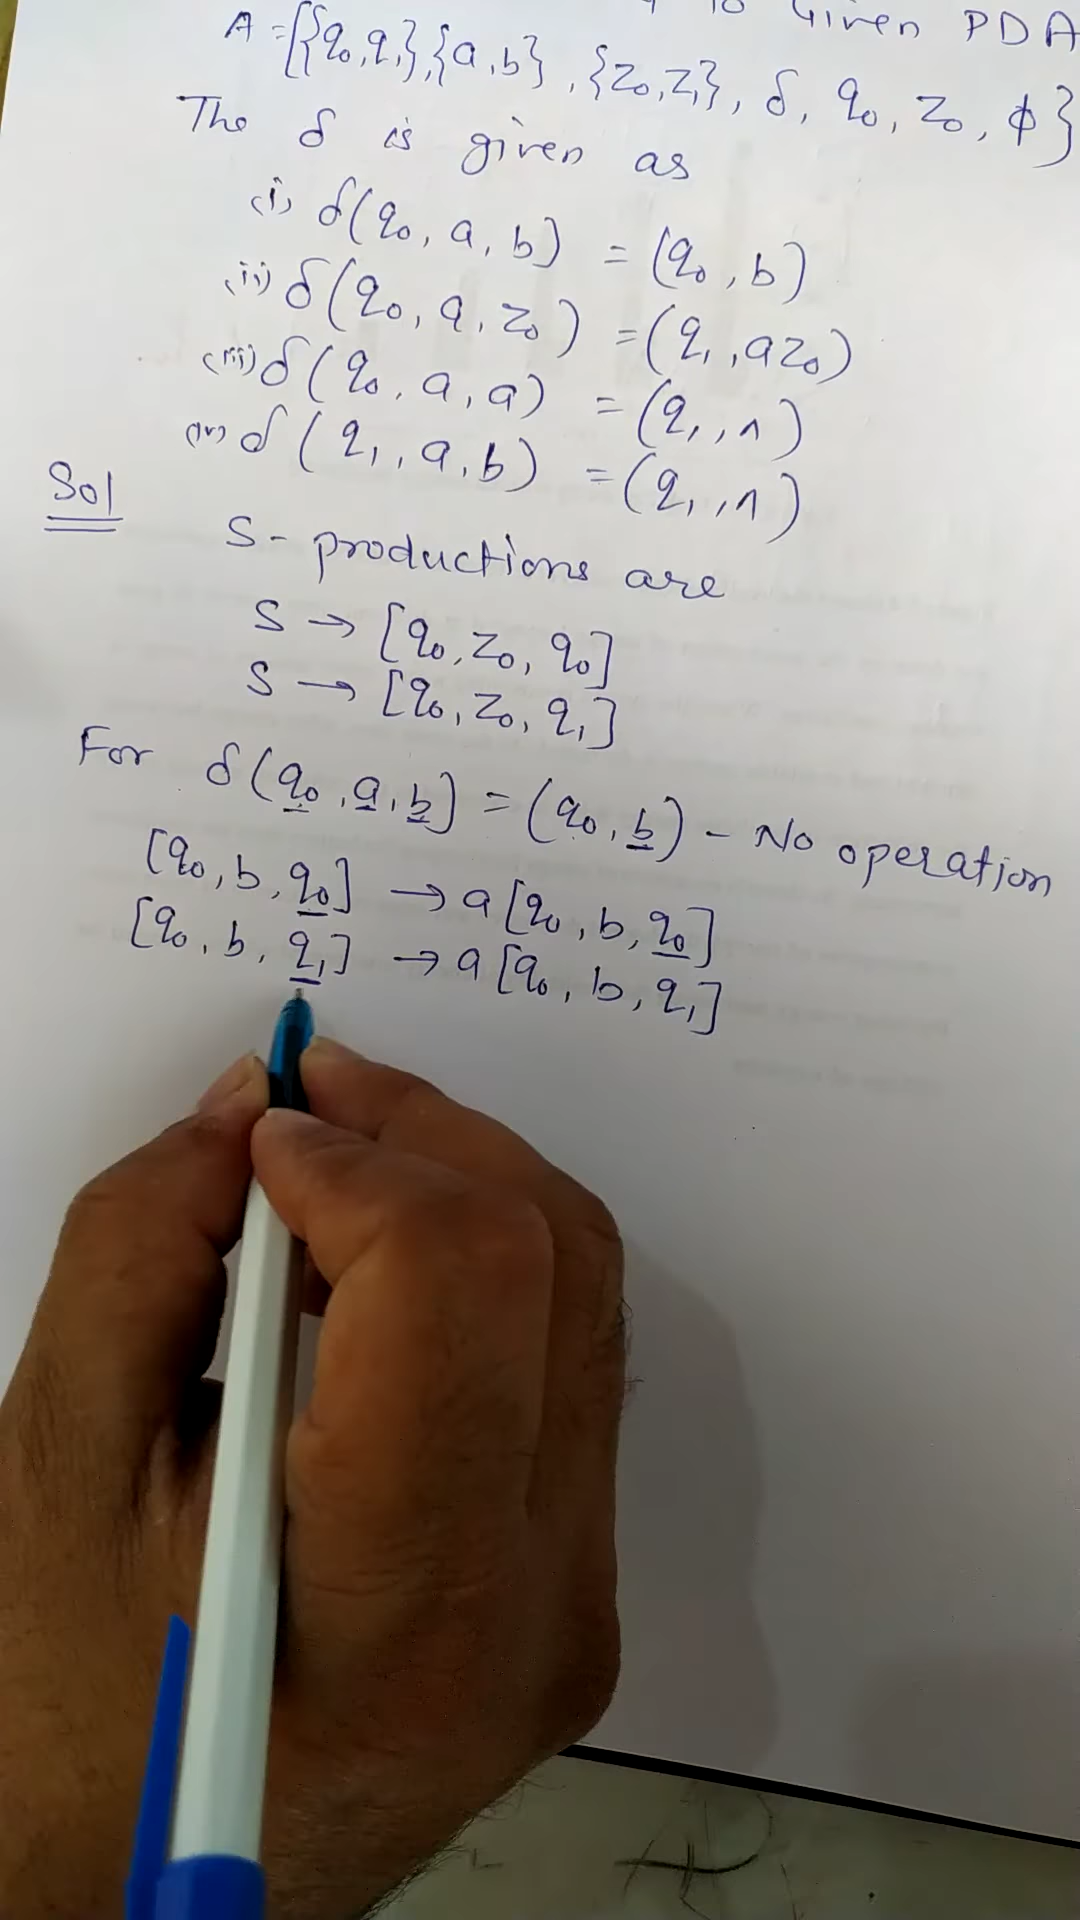 to Given PDA
A = [{q₀,q₁},{a,b},{z₀,z₁}, δ, q₀, z₀, ϕ}
The δ is given as
(i) δ(q₀, a, b) = (q₀, b)
(ii) δ(q₀, a, z₀) = (q₁, az₀)
(iii) δ(q₀, a, a) = (q₁, ∧)
(iv) δ(q₁, a, b) = (q₁, ∧)
Sol
S - productions are
S → [q₀, z₀, q₀]
S → [q₀, z₀, q₁]
For δ(q₀, a, b) = (q₀, b) - No operation
[q₀, b, q₀] → a[q₀, b, q₀]
[q₀, b, q₁] → a[q₀, b, q₁]